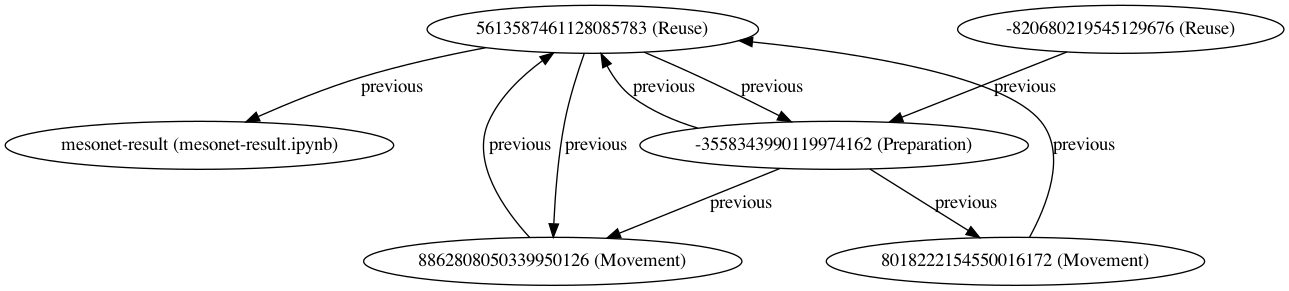 5613587461128085783 (Reuse)
-820680219545129676 (Reuse)
previous
previous
previous
previous
mesonet-result (mesonet-result.ipynb)
previous
previous
-3558343990119974162 (Preparation)
previous
previous
previous
8862808050339950126 (Movement)
8018222154550016172 (Movement)